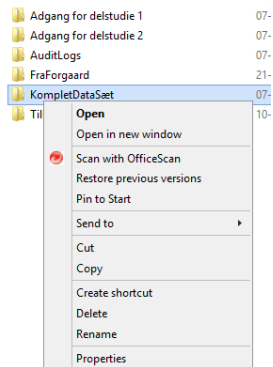 Adgang for delstudie 1 07-
Adgang for delstudie 2 07-
AuditLogs 07-
FraForgaard 21-
KompletDataSæt 07-
Til 10-
Open
Open in new window
Scan with OfficeScan
Restore previous versions
Pin to Start
Send to
Cut
Copy
Create shortcut
Delete
Rename
Properties